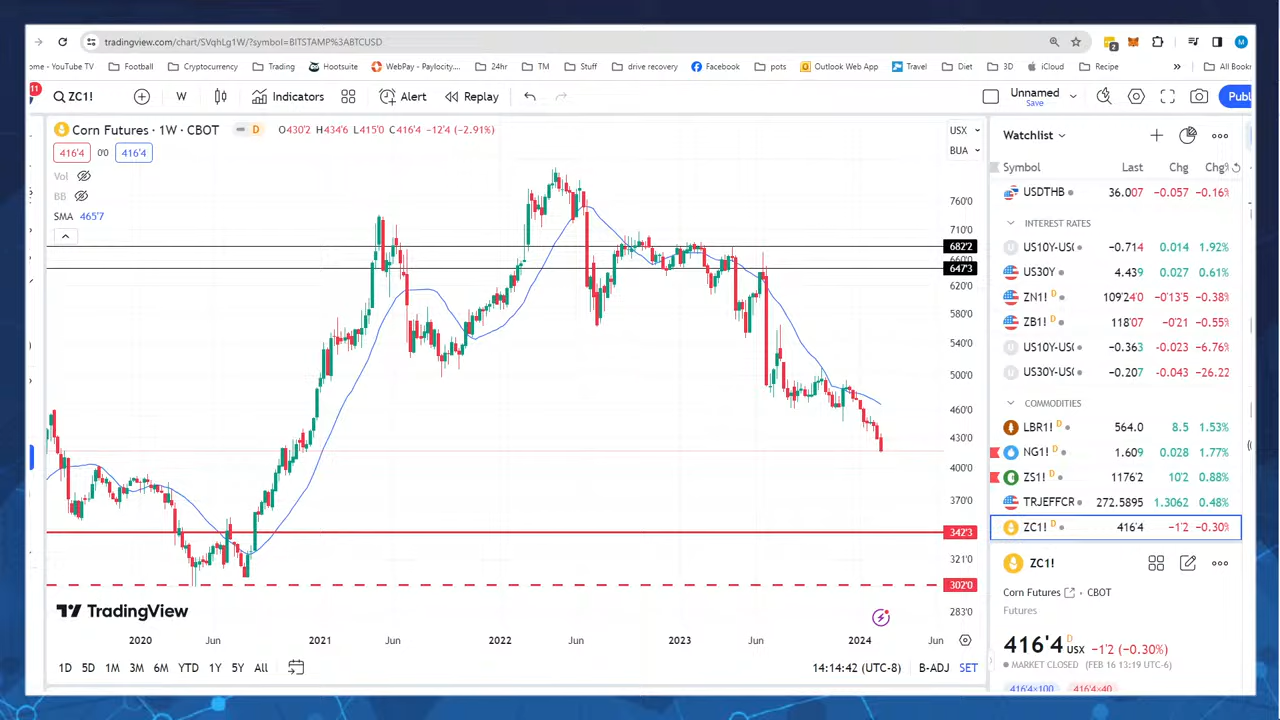 tradingview.com/chart/SVqhLg1W/?symbol=BITSTAMP%3ABTCUSD
2
M
ome - YouTube TV Football Cryptocurrency Trading Hootsuite WebPay - Paylocity.... 24hr TM Stuff drive recovery Facebook pots Outlook Web App Travel Diet 3D iCloud Recipe » All Bookr
11
ZC1! W Indicators Alert Replay Unnamed Save Publ
Corn Futures · 1W · CBOT D O430'2 H434'6 L415'0 C416'4 −12'4 (−2.91%)
416'4 0'0 416'4
Vol
BB
SMA 465'7
USX
BUA
760'0
710'0
682'2
660'0
647'3
620'0
580'0
540'0
500'0
460'0
430'0
400'0
370'0
342'3
321'0
302'0
283'0
TradingView
2020 Jun 2021 Jun 2022 Jun 2023 Jun 2024 Jun
1D 5D 1M 3M 6M YTD 1Y 5Y All 14:14:42 (UTC-8) B-ADJ SET
Watchlist
Symbol Last Chg Chg%
USDTHB 36.007 −0.057 −0.16%
INTEREST RATES
US10Y-US( −0.714 0.014 1.92%
US30Y 4.439 0.027 0.61%
ZN1! D 109'24'0 −0'13'5 −0.38%
ZB1! D 118'07 −0'21 −0.55%
US10Y-US( −0.363 −0.023 −6.76%
US30Y-US( −0.207 −0.043 −26.22
COMMODITIES
LBR1! D 564.0 8.5 1.53%
NG1! D 1.609 0.028 1.77%
ZS1! D 1176'2 10'2 0.88%
TRJEFFCR 272.5895 1.3062 0.48%
ZC1! D 416'4 −1'2 −0.30%
ZC1!
Corn Futures · CBOT
Futures
416'4 D USX −1'2 (−0.30%)
MARKET CLOSED (FEB 16 13:19 UTC-6)
416'4×100 416'4×40